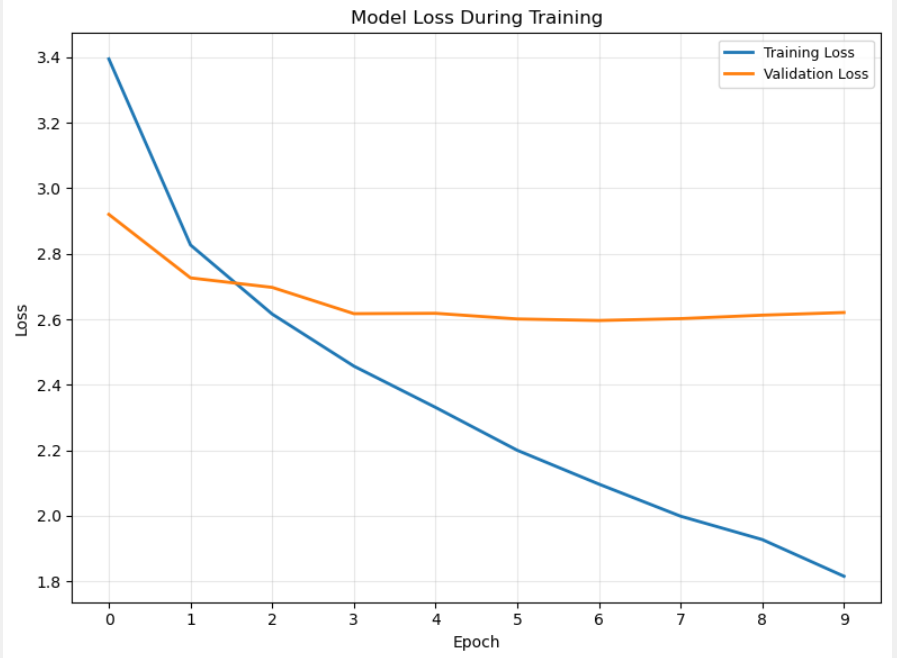 Model Loss During Training
Training Loss
Validation Loss
3.4
3.2
3.0
2.8
2.6
2.4
2.2
2.0
1.8
Loss
0 1 2 3 4 5 6 7 8 9
Epoch